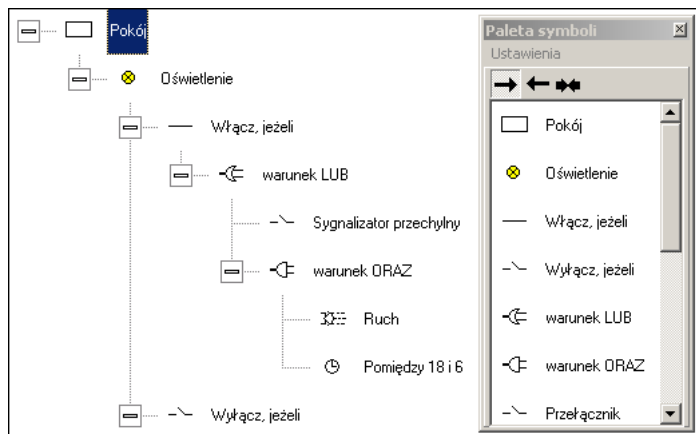 Pokój
Oświetlenie
Włącz, jeżeli
warunek LUB
Sygnalizator przechylny
warunek ORAZ
Ruch
Pomiędzy 18 i 6
Wyłącz, jeżeli
Paleta symboli
Ustawienia
Pokój
Oświetlenie
Włącz, jeżeli
Wyłącz, jeżeli
warunek LUB
warunek ORAZ
Przełącznik